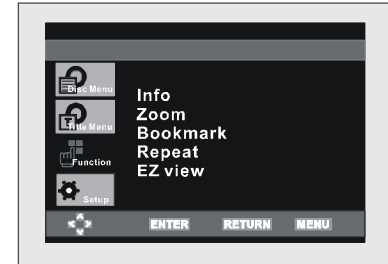 Disc Menu
Title Menu
Function
Setup
Info
Zoom
Bookmark
Repeat
EZ view
ENTER RETURN MENU